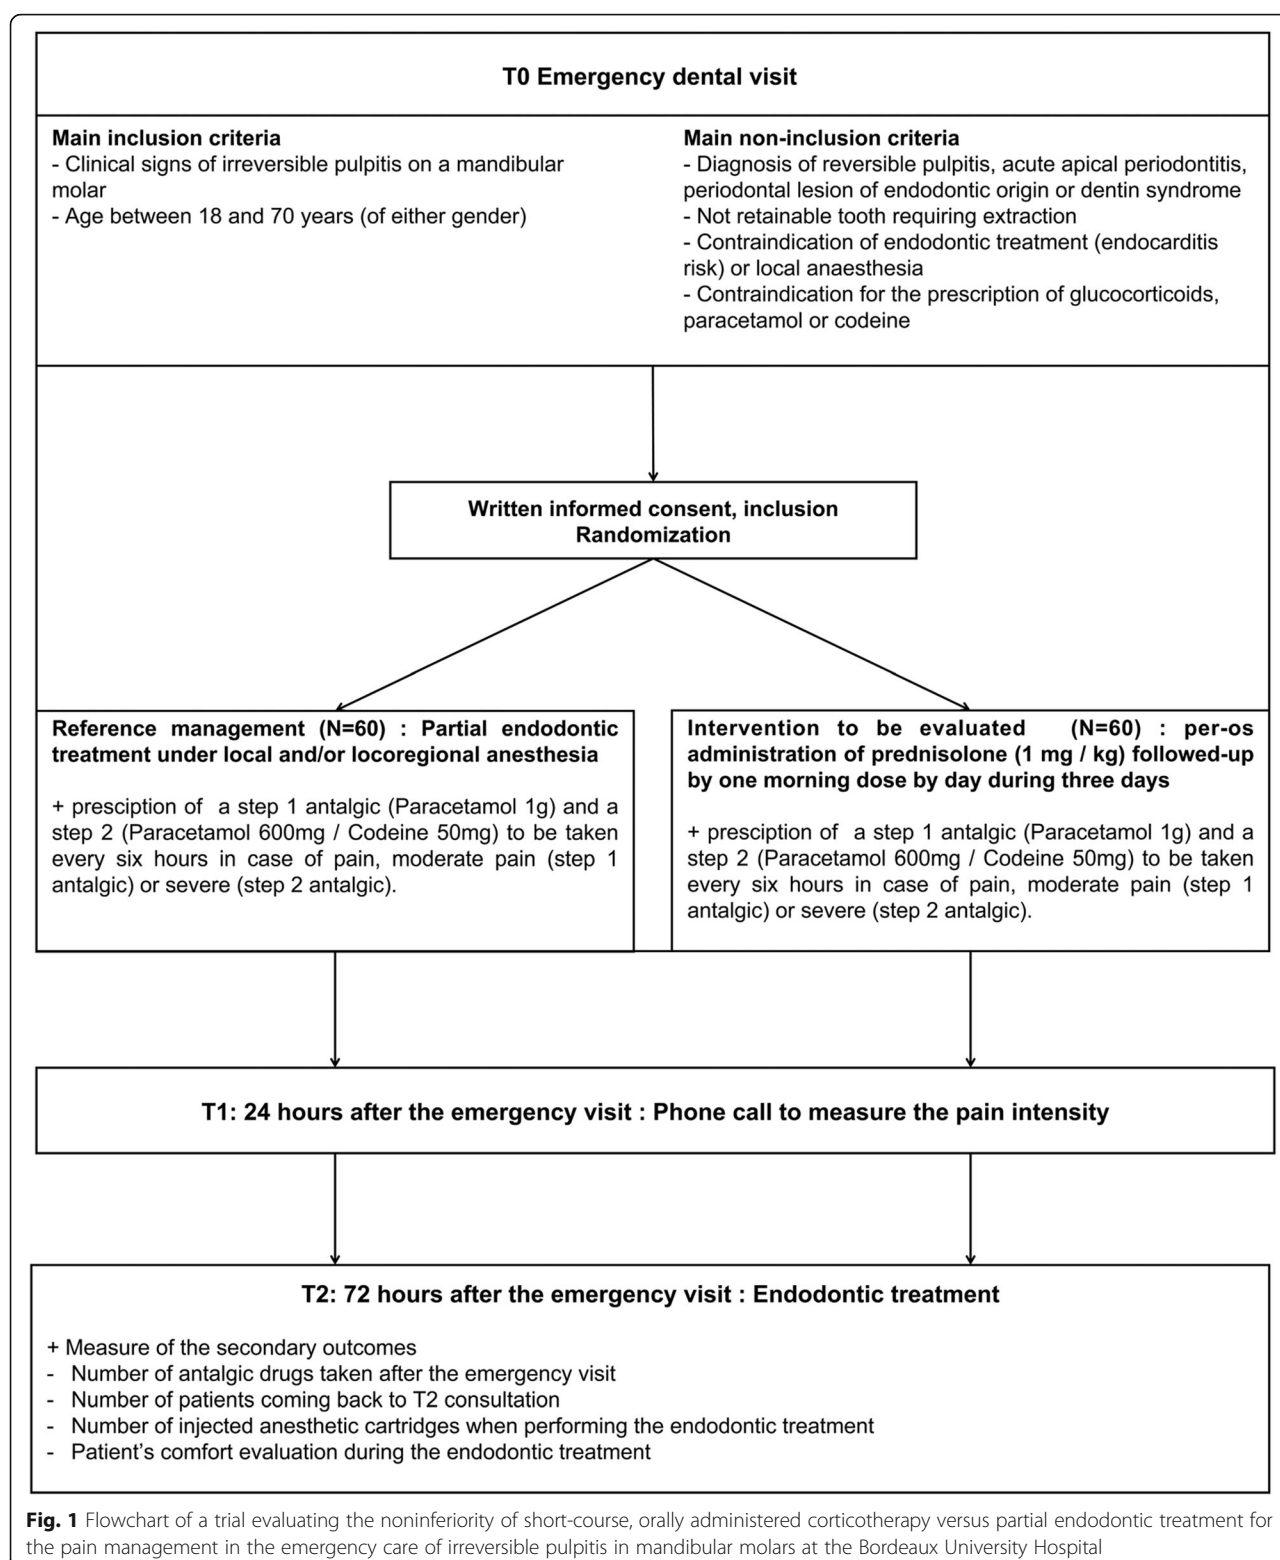 T0 Emergency dental visit
Main inclusion criteria
- Clinical signs of irreversible pulpitis on a mandibular
molar
- Age between 18 and 70 years (of either gender)
Main non-inclusion criteria
- Diagnosis of reversible pulpitis, acute apical periodontitis,
periodontal lesion of endodontic origin or dentin syndrome
- Not retainable tooth requiring extraction
- Contraindication of endodontic treatment (endocarditis
risk) or local anaesthesia
- Contraindication for the prescription of glucocorticoids,
paracetamol or codeine
Written informed consent, inclusion
Randomization
Reference management (N=60) : Partial endodontic
treatment under local and/or locoregional anesthesia
+ presciption of a step 1 antalgic (Paracetamol 1g) and a
step 2 (Paracetamol 600mg / Codeine 50mg) to be taken
every six hours in case of pain, moderate pain (step 1
antalgic) or severe (step 2 antalgic).
Intervention to be evaluated (N=60) : per-os
administration of prednisolone (1 mg / kg) followed-up
by one morning dose by day during three days
+ presciption of a step 1 antalgic (Paracetamol 1g) and a
step 2 (Paracetamol 600mg / Codeine 50mg) to be taken
every six hours in case of pain, moderate pain (step 1
antalgic) or severe (step 2 antalgic).
T1: 24 hours after the emergency visit : Phone call to measure the pain intensity
T2: 72 hours after the emergency visit : Endodontic treatment
+ Measure of the secondary outcomes
- Number of antalgic drugs taken after the emergency visit
- Number of patients coming back to T2 consultation
- Number of injected anesthetic cartridges when performing the endodontic treatment
- Patient's comfort evaluation during the endodontic treatment
Fig. 1 Flowchart of a trial evaluating the noninferiority of short-course, orally administered corticotherapy versus partial endodontic treatment for
the pain management in the emergency care of irreversible pulpitis in mandibular molars at the Bordeaux University Hospital